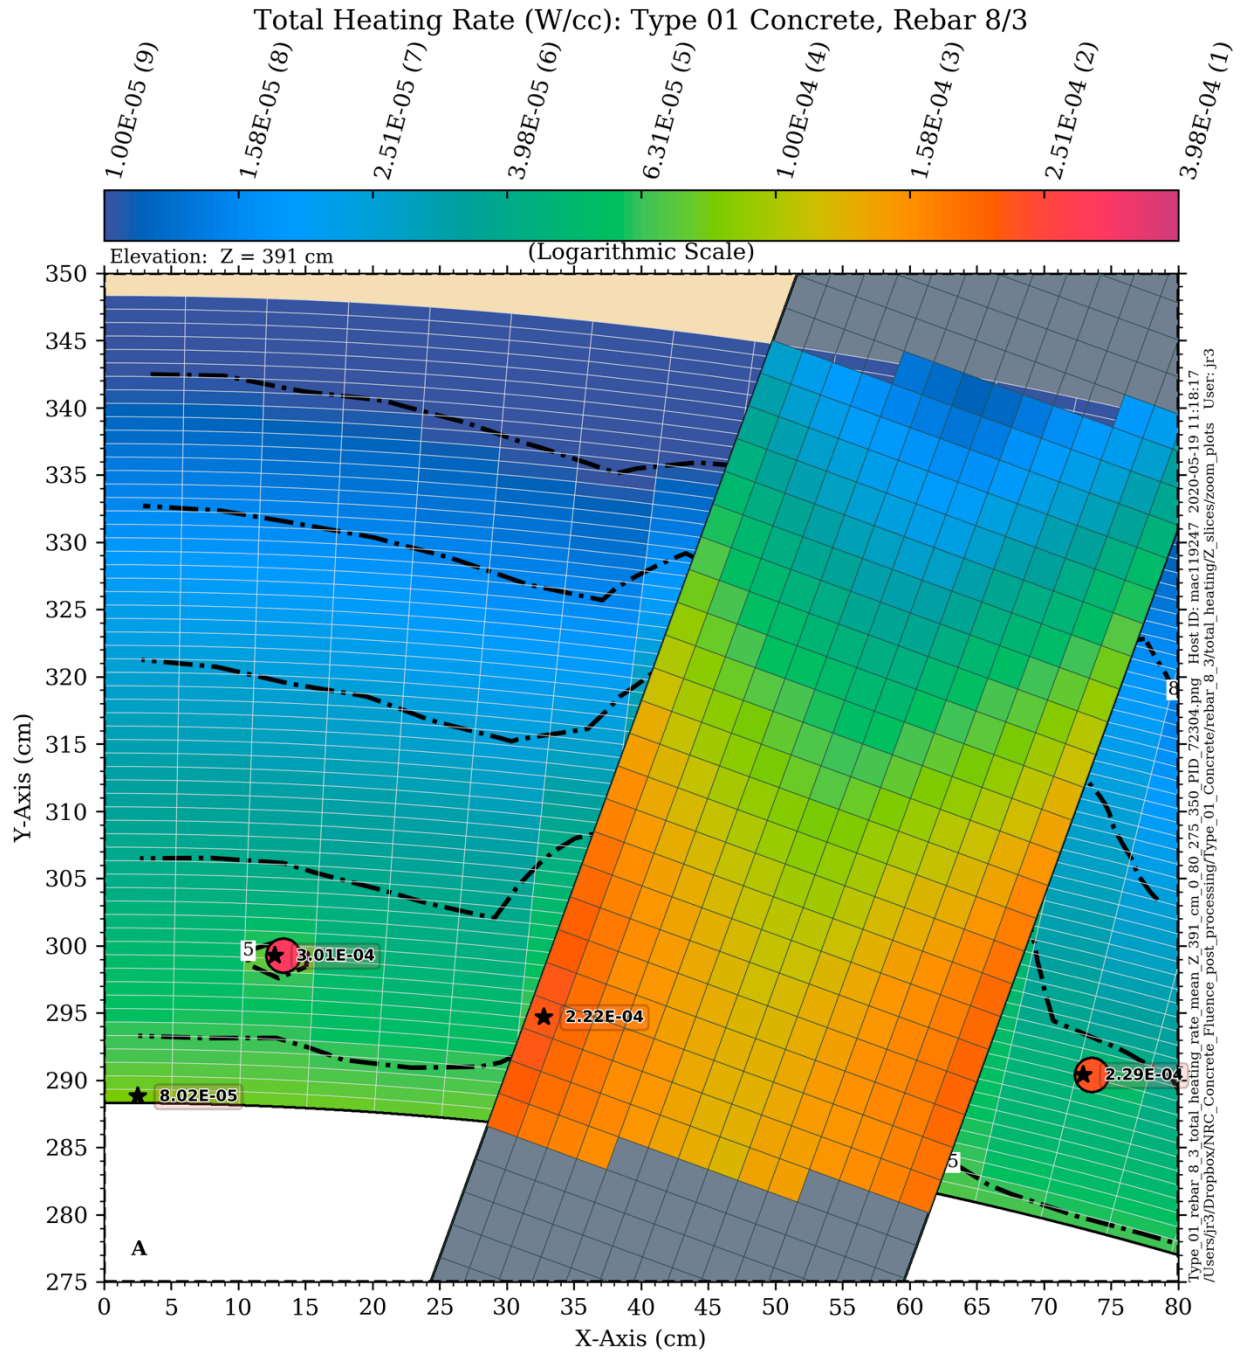 Total Heating Rate (W/cc): Type 01 Concrete, Rebar 8/3
1.00E-05 (9)
1.58E-05 (8)
2.51E-05 (7)
3.98E-05 (6)
6.31E-05 (5)
1.00E-04 (4)
1.58E-04 (3)
2.51E-04 (2)
3.98E-04 (1)
Elevation:  Z = 391 cm
(Logarithmic Scale)
350
345
340
335
330
325
320
315
310
305
300
295
290
285
280
275
Y-Axis (cm)
8
5
3.01E-04
2.22E-04
2.29E-04
8.02E-05
5
A
0 5 10 15 20 25 30 35 40 45 50 55 60 65 70 75 80
X-Axis (cm)
Type_01_rebar_8_3_total_heating_rate_mean_Z_391_cm_0_80_275_350_PID_72304.png   Host ID: mac119247   2020-05-19 11:18:17
/Users/jr3/Dropbox/NRC_Concrete_Fluence_post_processing/Type_01_Concrete/rebar_8_3/total_heating/Z_slices/zoom_plots   User: jr3